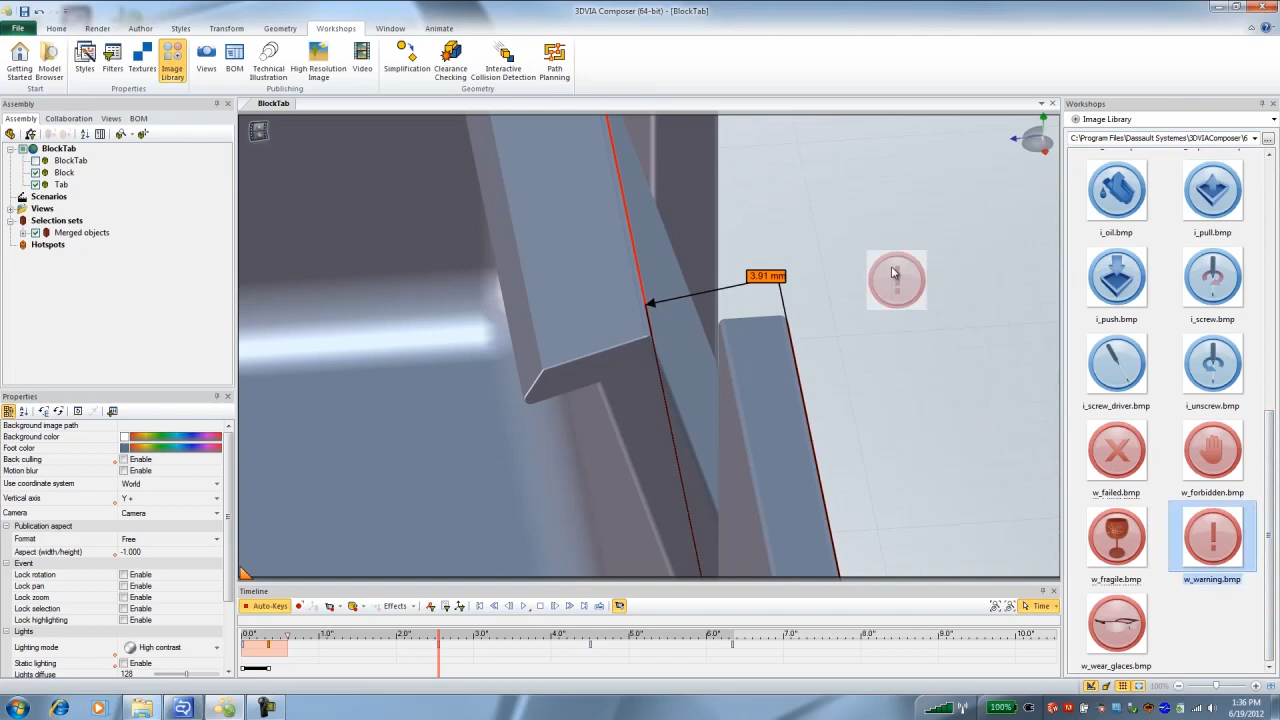 3DVIA Composer (64-bit) - [BlockTab]
File Home Render Author Styles Transform Geometry Workshops Window Animate
Getting Started Model Browser Styles Filters Textures Image Library Views BOM Technical Illustration High Resolution Image Video Simplification Clearance Checking Interactive Collision Detection Path Planning
Start Properties Publishing Geometry
Assembly
BlockTab
Workshops
Assembly Collaboration Views BOM
Image Library
C:\Program Files\Dassault Systemes\3DVIAComposer\6
BlockTab
BlockTab
Block
Tab
Scenarios
Views
Selection sets
Merged objects
Hotspots
3.91 mm
i_oil.bmp i_pull.bmp
i_push.bmp i_screw.bmp
i_screw_driver.bmp i_unscrew.bmp
w_failed.bmp w_forbidden.bmp
w_fragile.bmp w_warning.bmp
w_wear_glaces.bmp
Properties
Background image path
Background color
Foot color
Back culling Enable
Motion blur Enable
Use coordinate system World
Vertical axis Y +
Camera Camera
Publication aspect
Format Free
Aspect (width/height) -1.000
Event
Lock rotation Enable
Lock pan Enable
Lock zoom Enable
Lock selection Enable
Lock highlighting Enable
Lights
Lighting mode High contrast
Static lighting Enable
Lights diffuse 128
Timeline
Auto-Keys Effects Time
0.0" 1.0" 2.0" 3.0" 4.0" 5.0" 6.0" 7.0" 8.0" 9.0" 10.0"
100%
100%
1:36 PM
6/19/2012